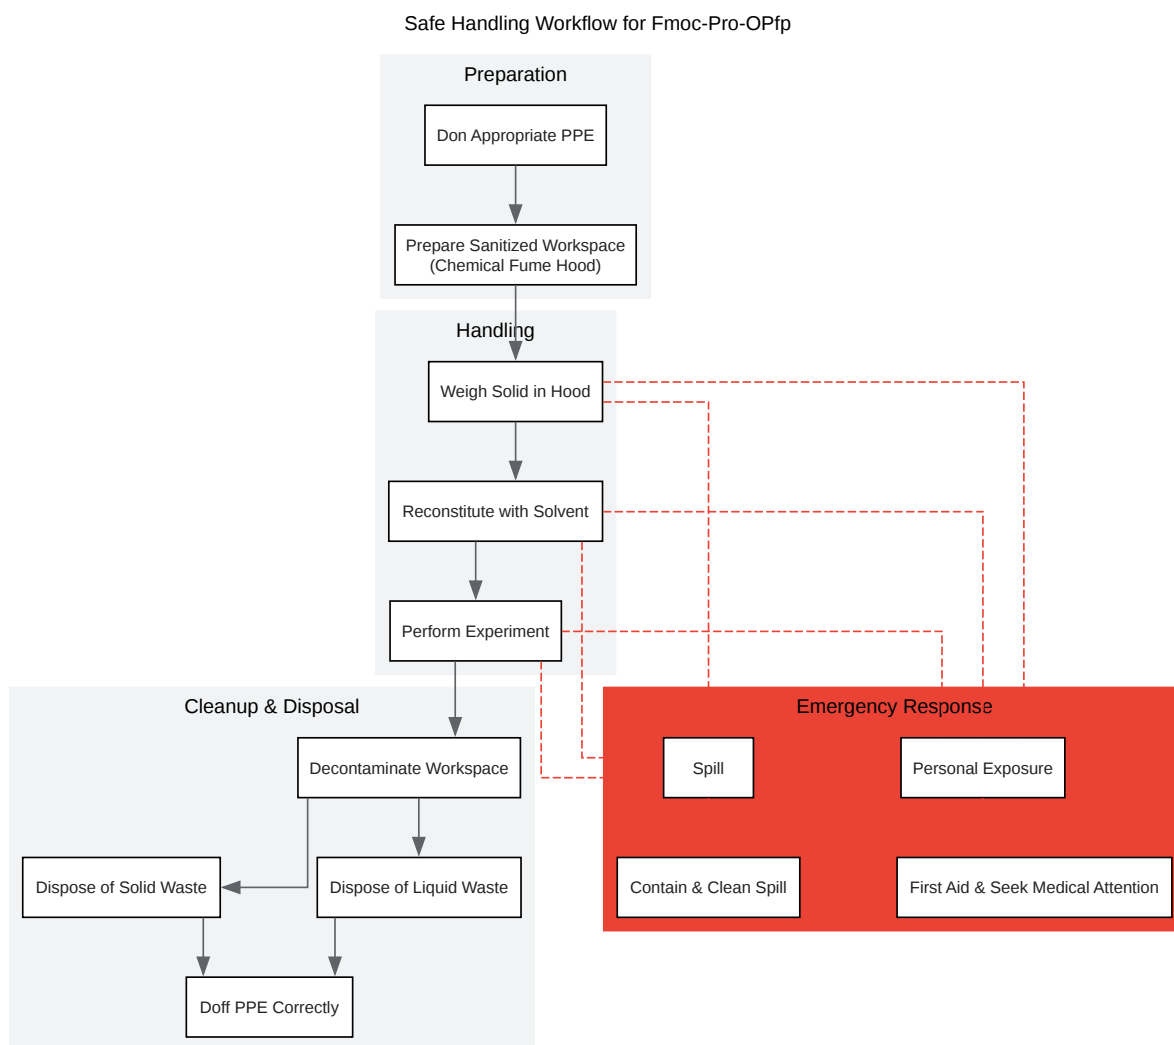 Safe Handling Workflow for Fmoc-Pro-OPfp
Preparation
Don Appropriate PPE
Prepare Sanitized Workspace
(Chemical Fume Hood)
Handling
Weigh Solid in Hood
Reconstitute with Solvent
Perform Experiment
Cleanup & Disposal
Decontaminate Workspace
Dispose of Solid Waste
Dispose of Liquid Waste
Doff PPE Correctly
Emergency Response
Spill
Personal Exposure
Contain & Clean Spill
First Aid & Seek Medical Attention